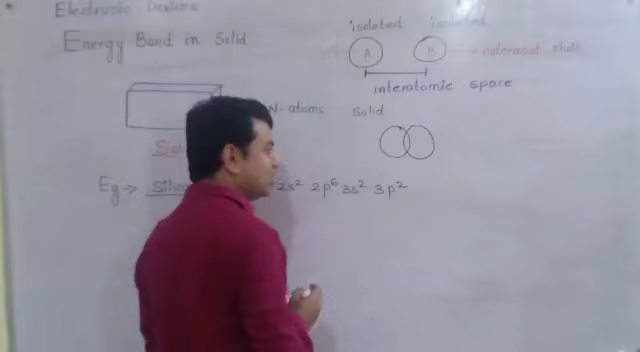 Electronic Devices
Energy Band in Solid
isolated isolated
A B outermost shell
interatomic space
N-atoms Solid
Eg → 2s² 2p⁶ 3s² 3p²